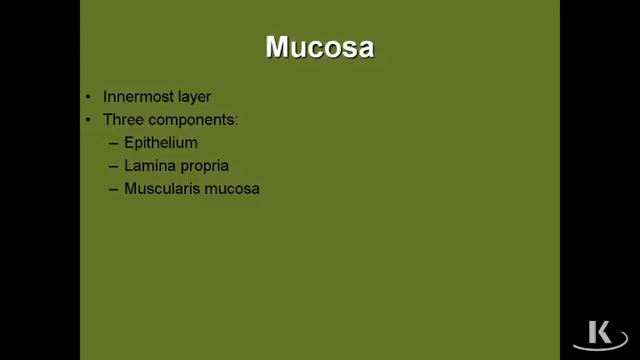 Mucosa
• Innermost layer
• Three components:
– Epithelium
– Lamina propria
– Muscularis mucosa
K